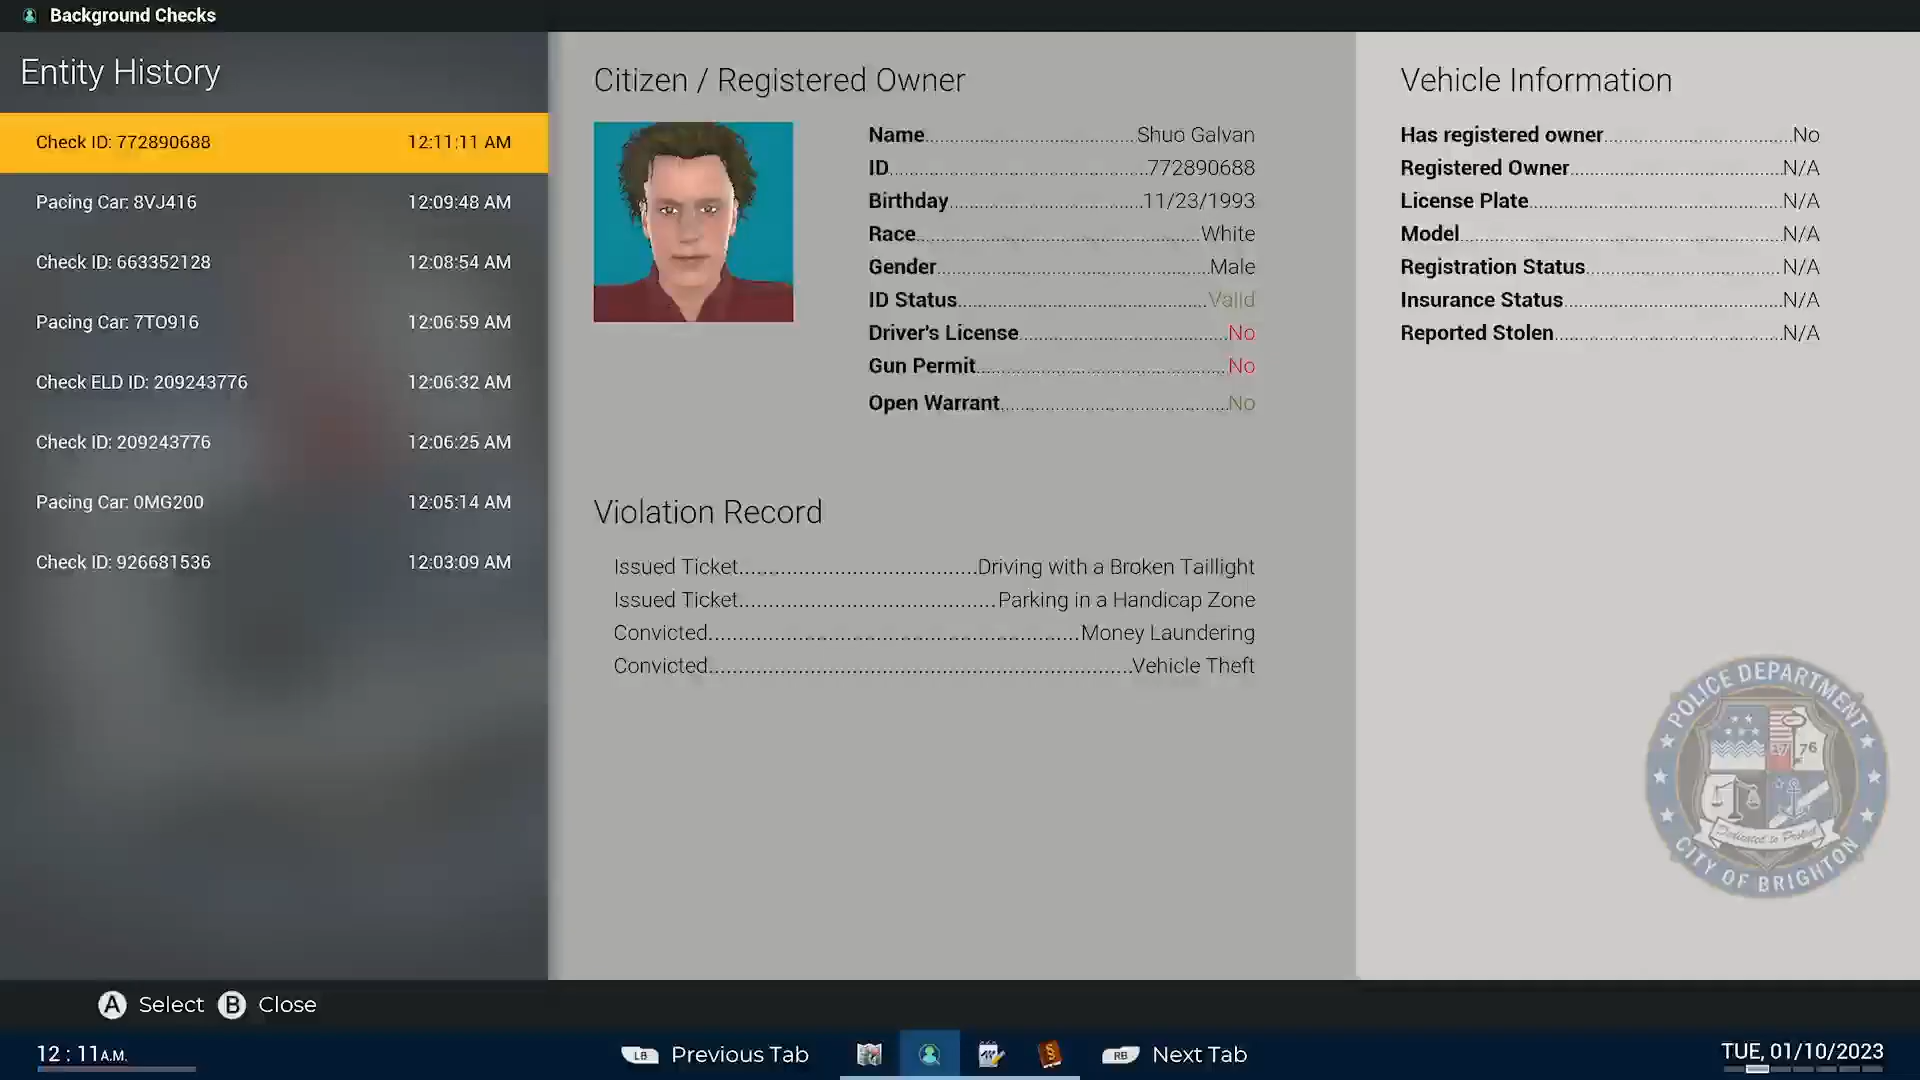 Background Checks
Entity History
Check ID: 772890688 12:11:11 AM
Pacing Car: 8VJ416 12:09:48 AM
Check ID: 663352128 12:08:54 AM
Pacing Car: 7TO916 12:06:59 AM
Check ELD ID: 209243776 12:06:32 AM
Check ID: 209243776 12:06:25 AM
Pacing Car: 0MG200 12:05:14 AM
Check ID: 926681536 12:03:09 AM
Citizen / Registered Owner
Name Shuo Galvan
ID 772890688
Birthday 11/23/1993
Race White
Gender Male
ID Status Valid
Driver's License No
Gun Permit No
Open Warrant No
Violation Record
Issued Ticket Driving with a Broken Taillight
Issued Ticket Parking in a Handicap Zone
Convicted Money Laundering
Convicted Vehicle Theft
Vehicle Information
Has registered owner No
Registered Owner N/A
License Plate N/A
Model N/A
Registration Status N/A
Insurance Status N/A
Reported Stolen N/A
POLICE DEPARTMENT
17 76
Dedicated to Protect
CITY OF BRIGHTON
A Select B Close
12 : 11 A.M.
LB Previous Tab
RB Next Tab
TUE, 01/10/2023